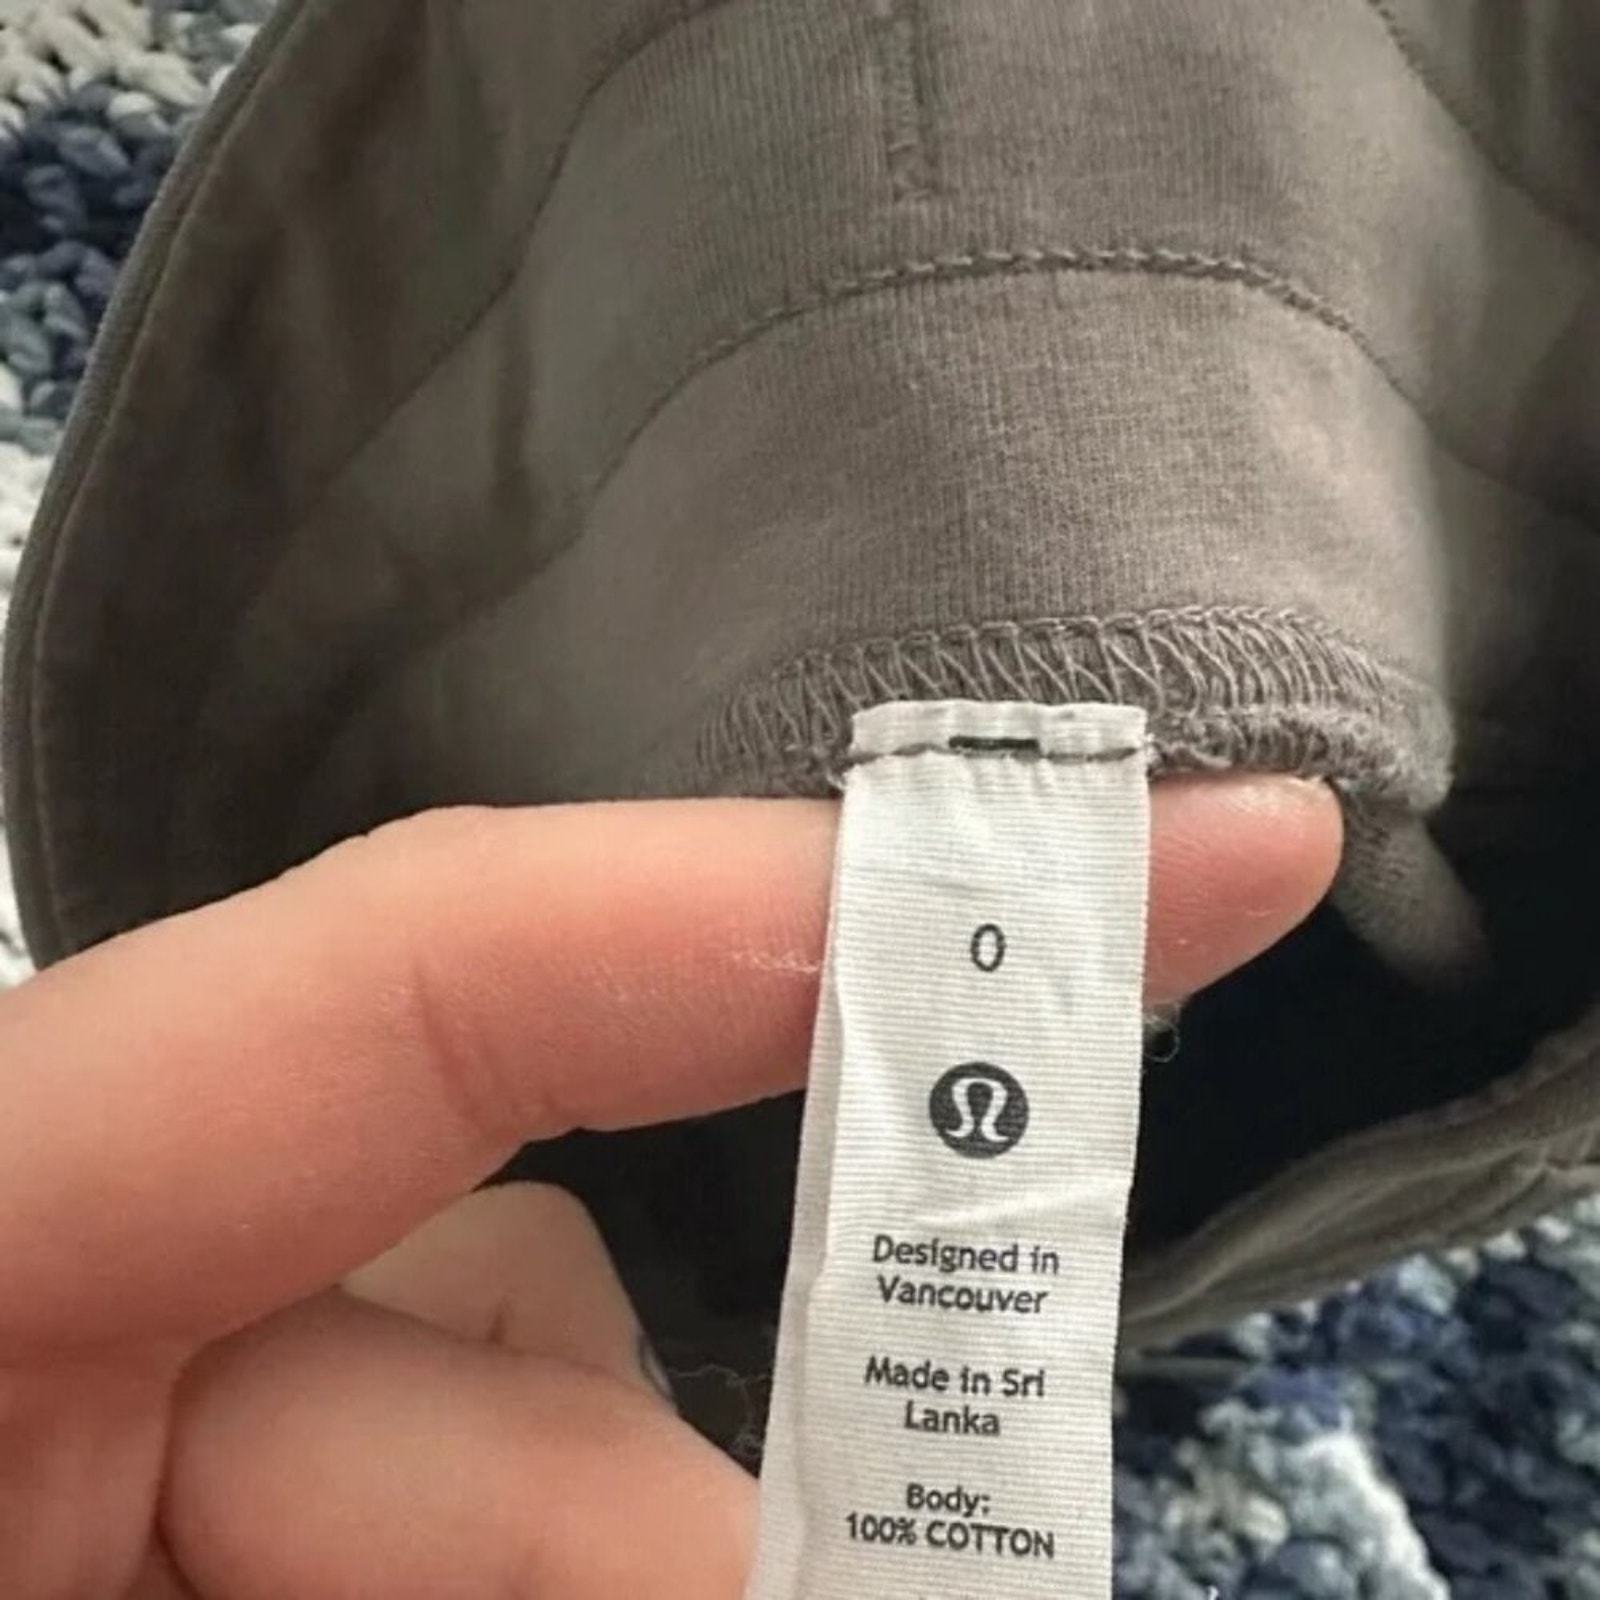 0
Designed in
Vancouver
Made in Sri
Lanka
Body:
100% COTTON